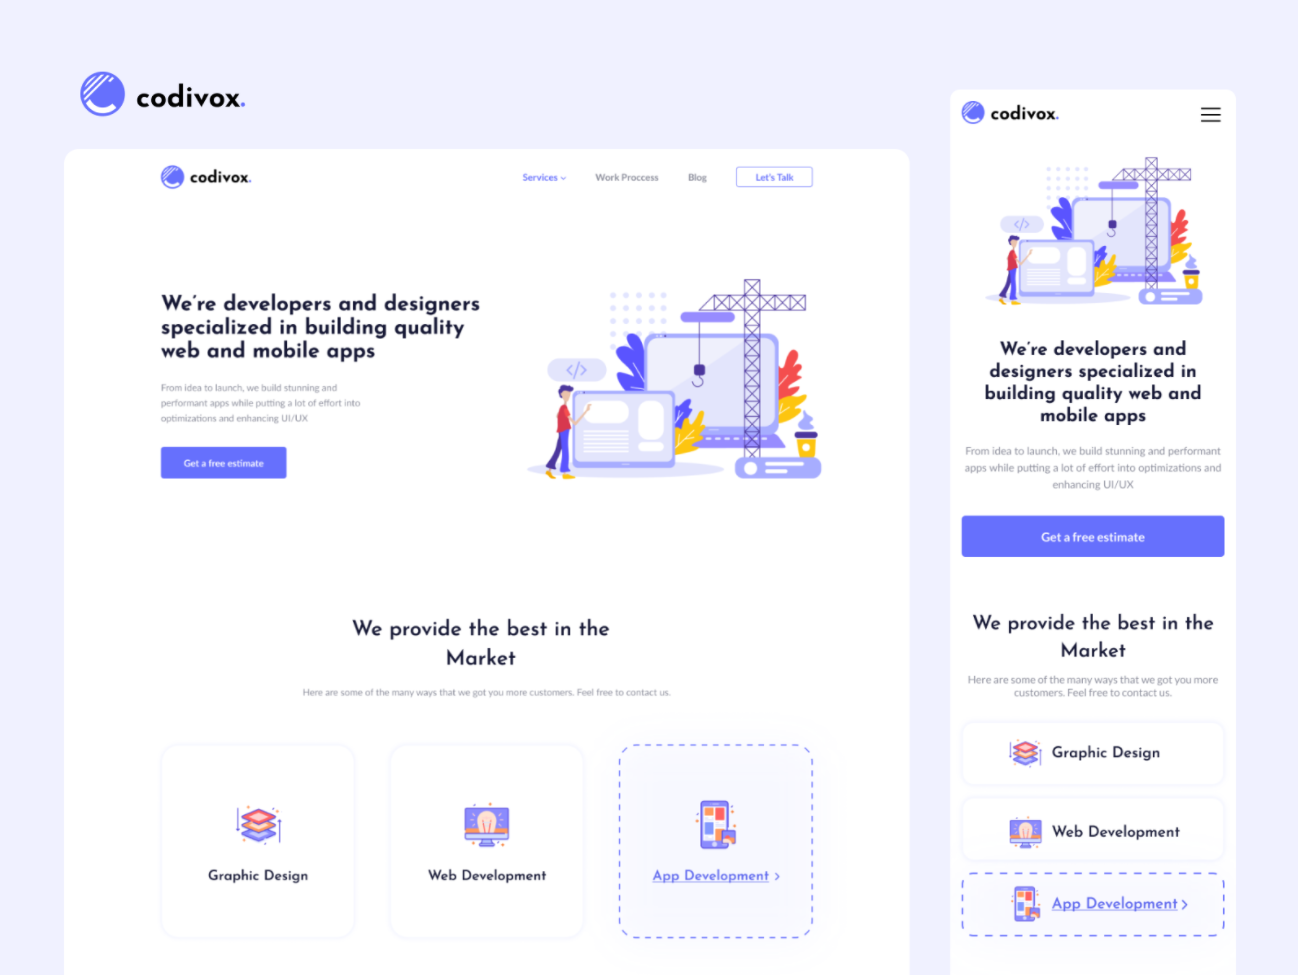 codivox.
codivox.
Services
Work Proccess
Blog
Let's Talk
We're developers and designers
specialized in building quality
web and mobile apps
From idea to launch, we build stunning and
performant apps while putting a lot of effort into
optimizations and enhancing UI/UX
Get a free estimate
</>
We provide the best in the
Market
Here are some of the many ways that we got you more customers. Feel free to contact us.
Graphic Design
Web Development
App Development >
codivox.
</>
We're developers and
designers specialized in
building quality web and
mobile apps
From idea to launch, we build stunning and performant
apps while putting a lot of effort into optimizations and
enhancing UI/UX
Get a free estimate
We provide the best in the
Market
Here are some of the many ways that we got you more
customers. Feel free to contact us.
Graphic Design
Web Development
App Development >